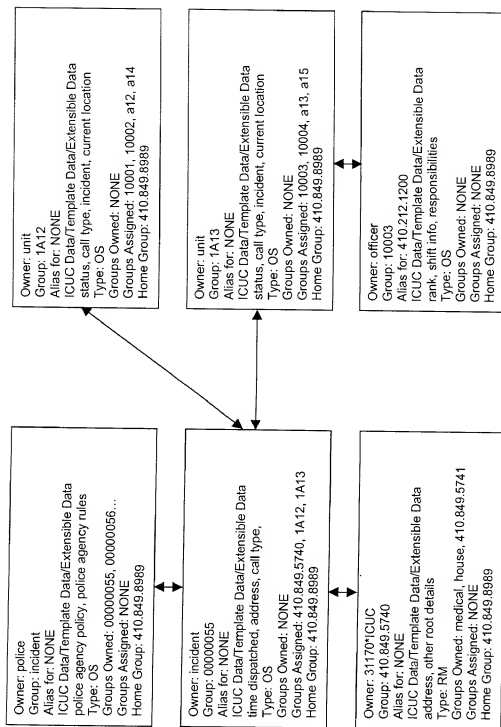 Owner: police
Group: incident
Alias for: NONE
ICUC Data/Template Data/Extensible Data
police agency policy, police agency rules
Type: OS
Groups Owned: 00000055, 00000056...
Groups Assigned: NONE
Home Group: 410.849.8989
Owner: incident
Group: 00000055
Alias for: NONE
ICUC Data/Template Data/Extensible Data
time dispatched, address, call type,
Type: OS
Groups Owned: NONE
Groups Assigned: 410.849.5740, 1A12, 1A13
Home Group: 410.849.8989
Owner: 31170*ICUC
Group: 410.849.5740
Alias for: NONE
ICUC Data/Template Data/Extensible Data
address, other root details
Type: RM
Groups Owned: medical, house, 410.849.5741
Groups Assigned: NONE
Home Group: 410.849.8989
Owner: unit
Group: 1A12
Alias for: NONE
ICUC Data/Template Data/Extensible Data
status, call type, incident, current location
Type: OS
Groups Owned: NONE
Groups Assigned: 10001, 10002, a12, a14
Home Group: 410.849.8989
Owner: unit
Group: 1A13
Alias for: NONE
ICUC Data/Template Data/Extensible Data
status, call type, incident, current location
Type: OS
Groups Owned: NONE
Groups Assigned: 10003, 10004, a13, a15
Home Group: 410.849.8989
Owner: officer
Group: 10003
Alias for: 410.212.1200
ICUC Data/Template Data/Extensible Data
rank, shift info, responsibilities
Type: OS
Groups Owned: NONE
Groups Assigned: NONE
Home Group: 410.849.8989